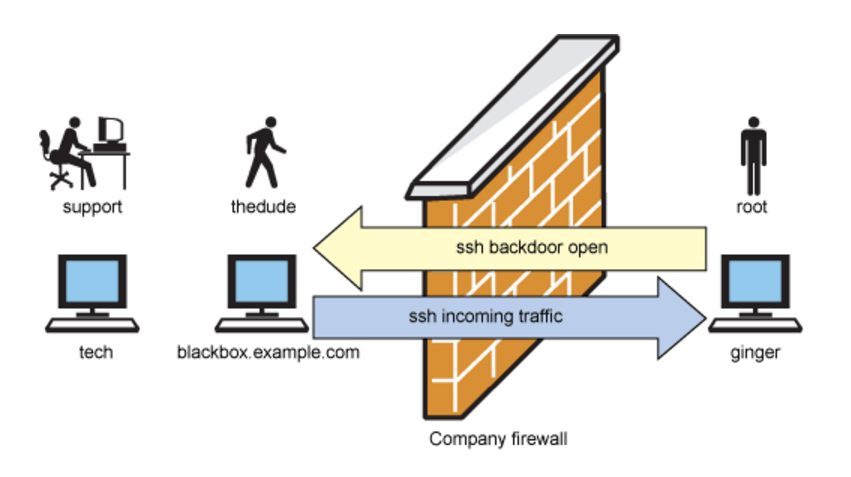 support
thedude
root
ssh backdoor open
ssh incoming traffic
tech
blackbox.example.com
ginger
Company firewall